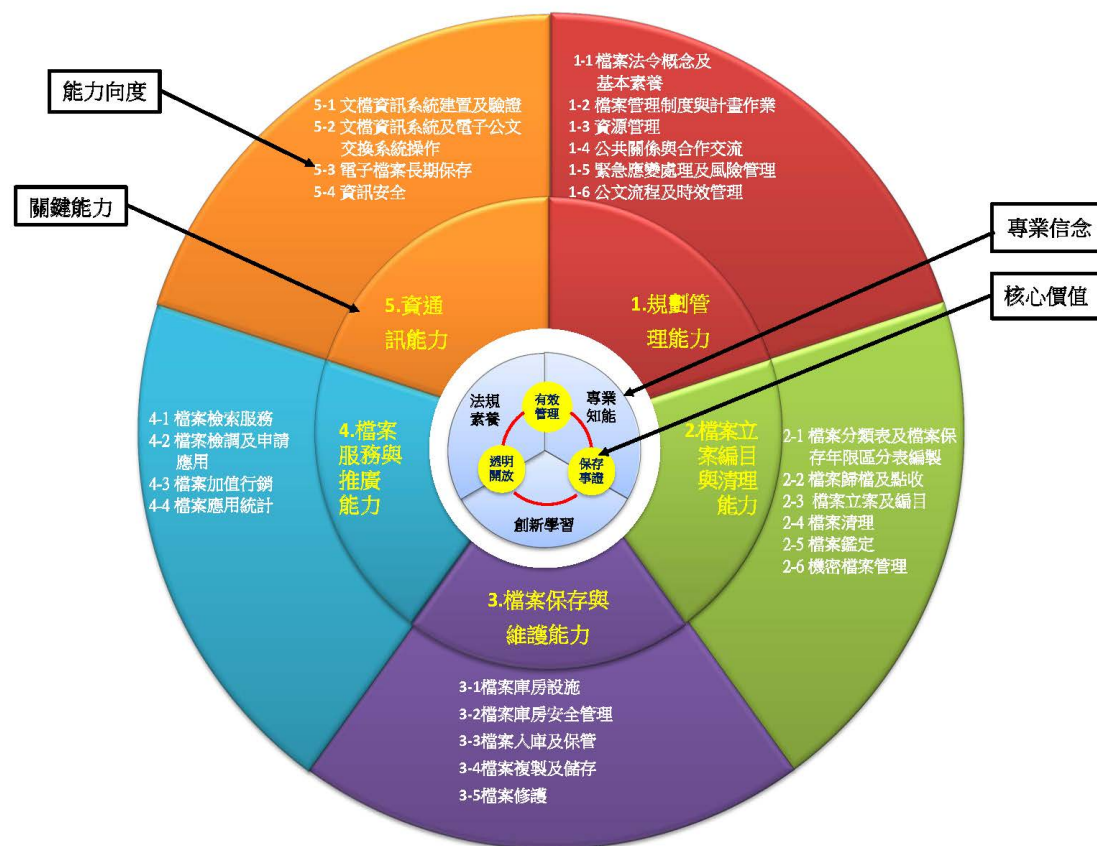 能力向度
關鍵能力
專業信念
核心價值
1-1 檔案法令概念及
基本素養
1-2 檔案管理制度與計畫作業
1-3 資源管理
1-4 公共關係與合作交流
1-5 緊急應變處理及風險管理
1-6 公文流程及時效管理
1.規劃管
理能力
2-1 檔案分類表及檔案保
存年限區分表編製
2-2 檔案歸檔及點收
2-3 檔案立案及編目
2-4 檔案清理
2-5 檔案鑑定
2-6 機密檔案管理
2.檔案立
案編目
與清理
能力
3.檔案保存與
維護能力
3-1檔案庫房設施
3-2檔案庫房安全管理
3-3檔案入庫及保管
3-4檔案複製及儲存
3-5檔案修護
4.檔案
服務與
推廣
能力
4-1 檔案檢索服務
4-2 檔案檢調及申請
應用
4-3 檔案加值行銷
4-4 檔案應用統計
5-1 文檔資訊系統建置及驗證
5-2 文檔資訊系統及電子公文
交換系統操作
5-3 電子檔案長期保存
5-4 資訊安全
5.資通
訊能力
法規
素養
專業
知能
創新學習
有效
管理
透明
開放
保存
事證